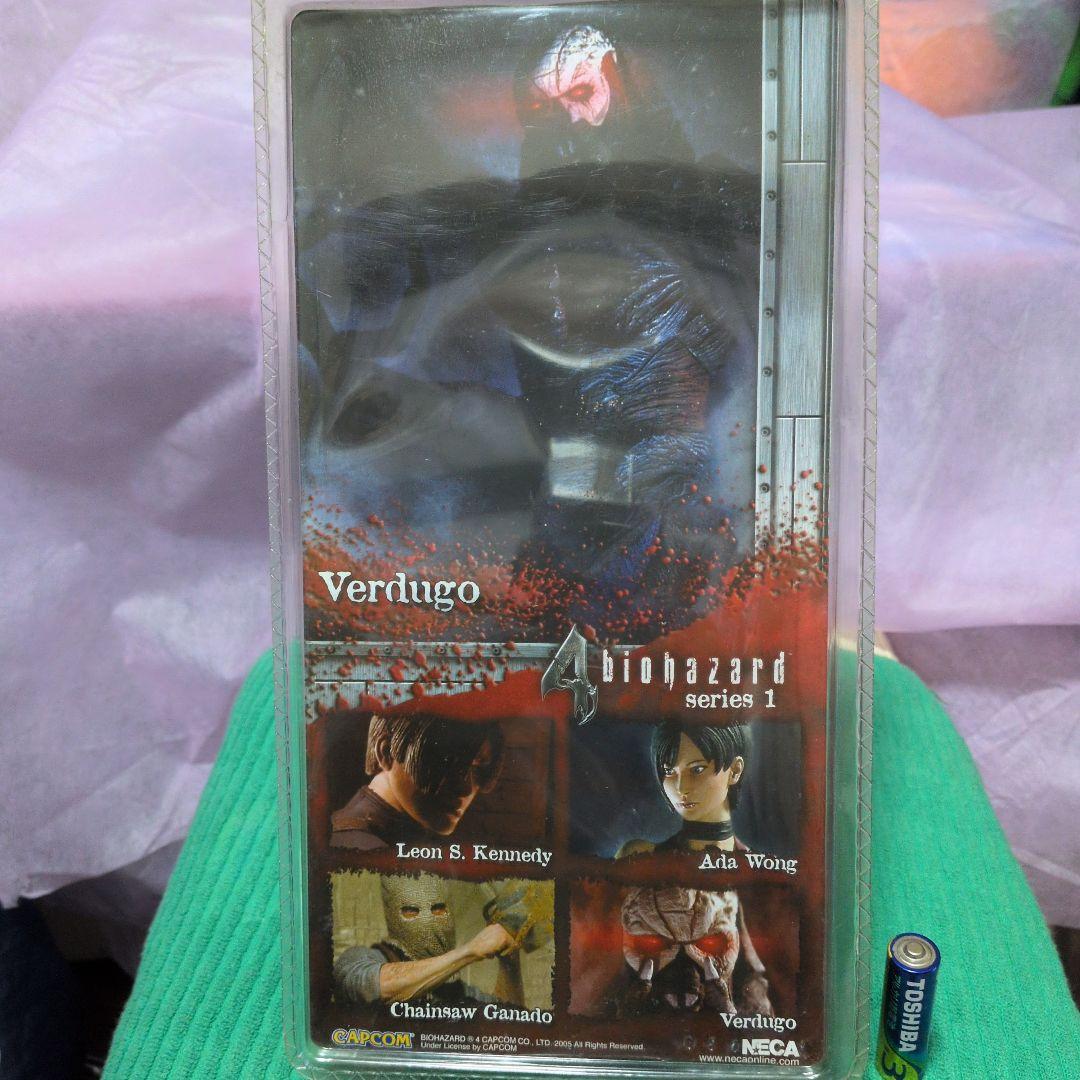 Verdugo
4 biohazard
series 1
Leon S. Kennedy
Ada Wong
Chainsaw Ganado
Verdugo
CAPCOM
BIOHAZARD ® 4 CAPCOM CO., LTD. 2005 All Rights Reserved.
Under License by CAPCOM
NECA
www.necaonline.com
TOSHIBA
3